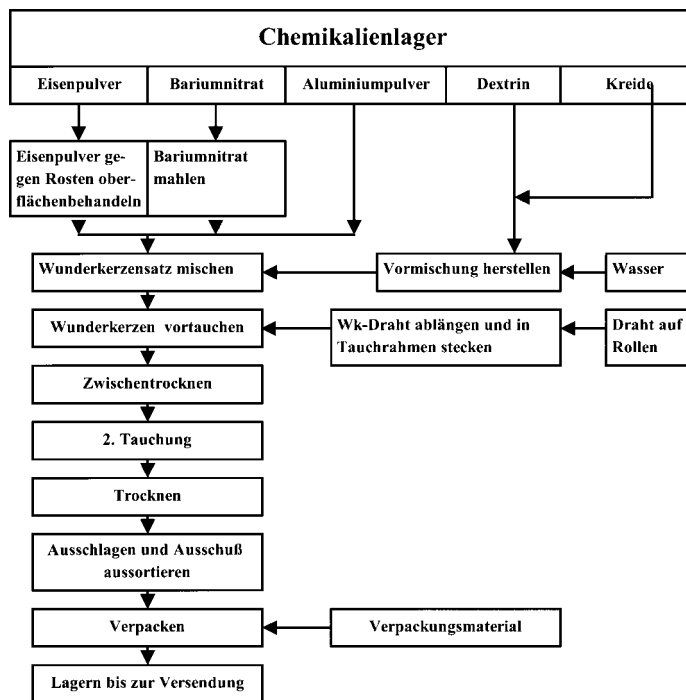 Chemikalienlager
Eisenpulver
Bariumnitrat
Aluminiumpulver
Dextrin
Kreide
Eisenpulver ge-
gen Rosten ober-
flächenbehandeln
Bariumnitrat
mahlen
Wunderkerzensatz mischen
Vormischung herstellen
Wasser
Wunderkerzen vortauchen
Wk-Draht ablängen und in
Tauchrahmen stecken
Draht auf
Rollen
Zwischentrocknen
2. Tauchung
Trocknen
Ausschlagen und Ausschuß
aussortieren
Verpacken
Verpackungsmaterial
Lagern bis zur Versendung